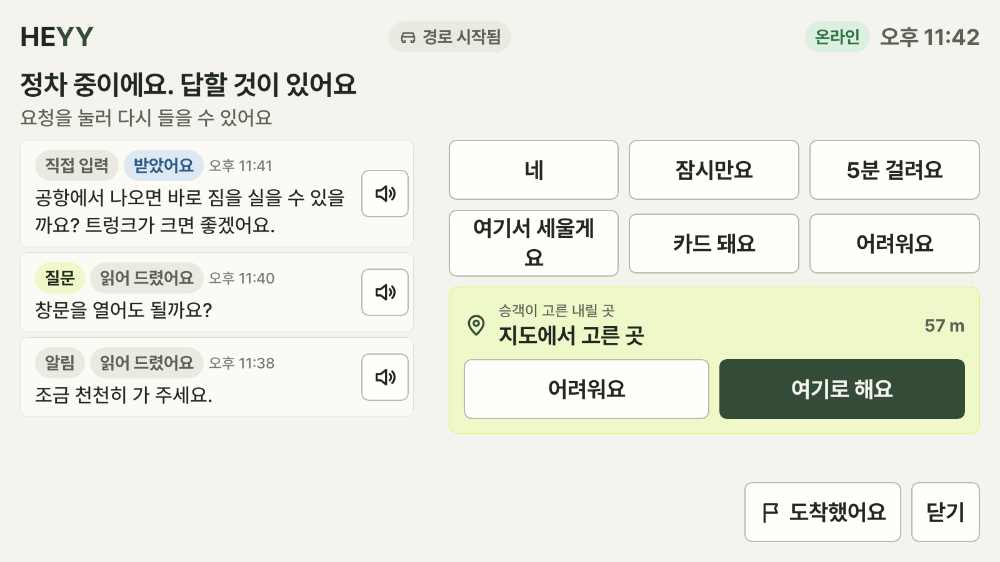 HEYY
경로 시작됨
온라인 오후 11:42
정차 중이에요. 답할 것이 있어요
요청을 눌러 다시 들을 수 있어요
직접 입력 받았어요 오후 11:41
공항에서 나오면 바로 짐을 실을 수 있을
까요? 트렁크가 크면 좋겠어요.
질문 읽어 드렸어요 오후 11:40
창문을 열어도 될까요?
알림 읽어 드렸어요 오후 11:38
조금 천천히 가 주세요.
네
잠시만요
5분 걸려요
여기서 세울게
요
카드 돼요
어려워요
승객이 고른 내릴 곳
지도에서 고른 곳
57 m
어려워요
여기로 해요
도착했어요
닫기